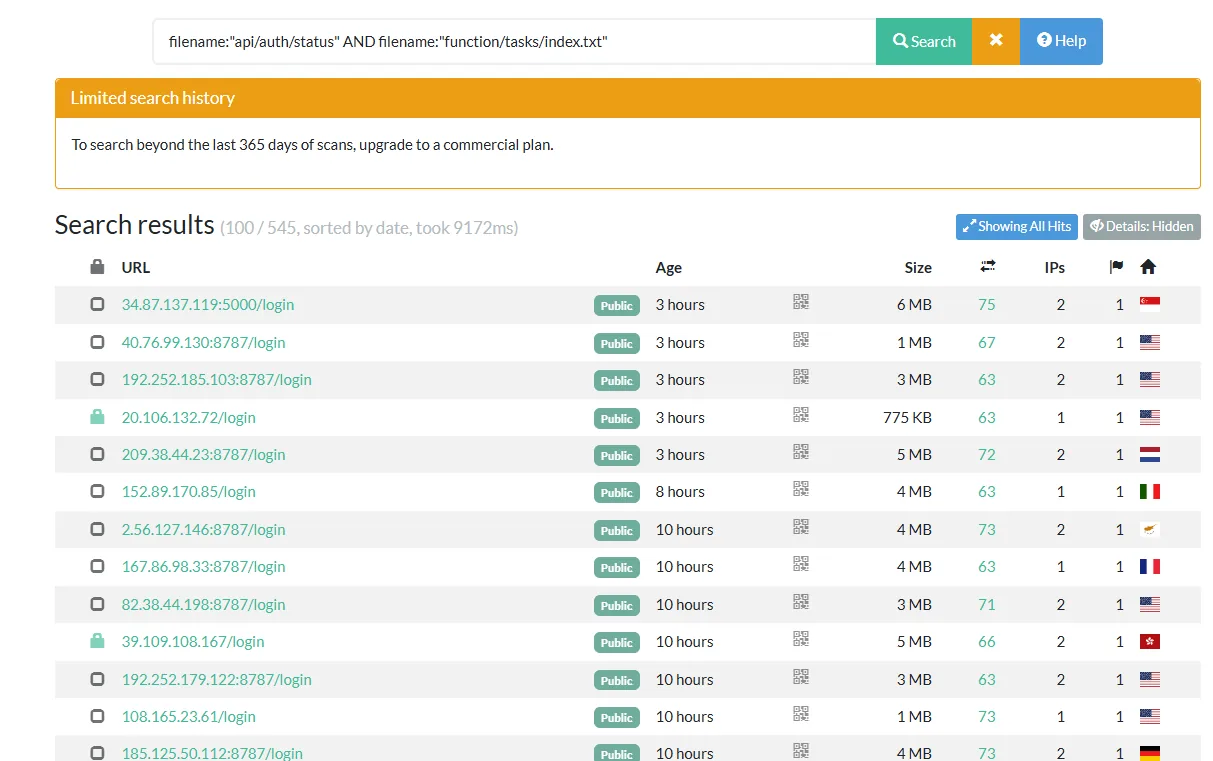 filename:"api/auth/status" AND filename:"function/tasks/index.txt" Search Help
Limited search history
To search beyond the last 365 days of scans, upgrade to a commercial plan.
Search results (100 / 545, sorted by date, took 9172ms) Showing All Hits Details: Hidden
URL Age Size IPs
34.87.137.119:5000/login Public 3 hours 6 MB 75 2 1
40.76.99.130:8787/login Public 3 hours 1 MB 67 2 1
192.252.185.103:8787/login Public 3 hours 3 MB 63 2 1
20.106.132.72/login Public 3 hours 775 KB 63 1 1
209.38.44.23:8787/login Public 3 hours 5 MB 72 2 1
152.89.170.85/login Public 8 hours 4 MB 63 1 1
2.56.127.146:8787/login Public 10 hours 4 MB 73 2 1
167.86.98.33:8787/login Public 10 hours 4 MB 63 1 1
82.38.44.198:8787/login Public 10 hours 3 MB 71 2 1
39.109.108.167/login Public 10 hours 5 MB 66 2 1
192.252.179.122:8787/login Public 10 hours 3 MB 63 2 1
108.165.23.61/login Public 10 hours 1 MB 73 1 1
185.125.50.112:8787/login Public 10 hours 4 MB 73 2 1